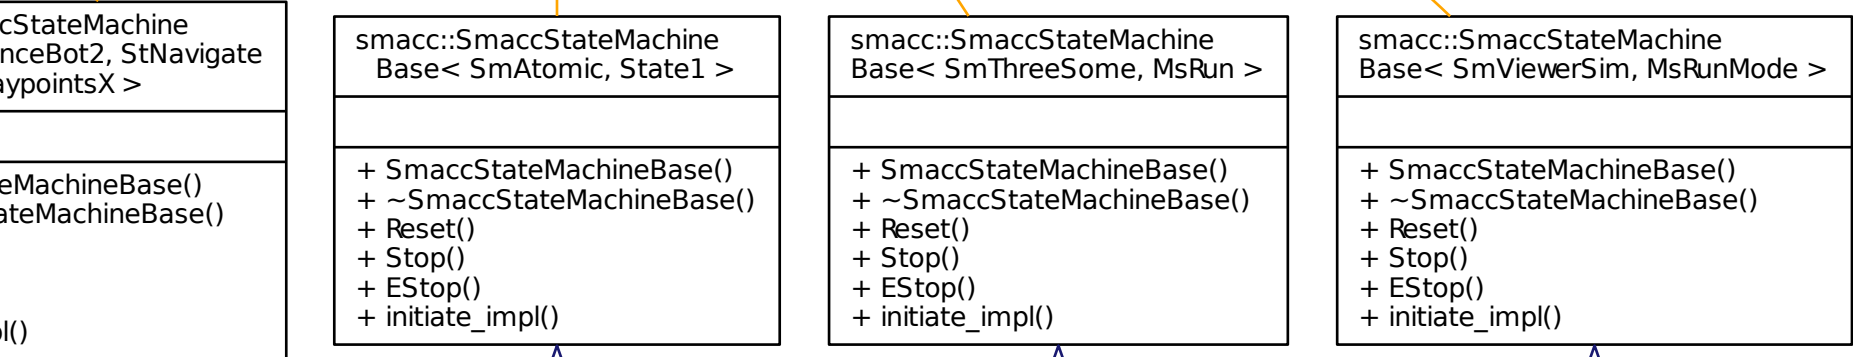 cStateMachine
nceBot2, StNavigate
aypointsX >
eMachineBase()
ateMachineBase()
l()
smacc::SmaccStateMachine
Base< SmAtomic, State1 >
+ SmaccStateMachineBase()
+ ~SmaccStateMachineBase()
+ Reset()
+ Stop()
+ EStop()
+ initiate_impl()
smacc::SmaccStateMachine
Base< SmThreeSome, MsRun >
+ SmaccStateMachineBase()
+ ~SmaccStateMachineBase()
+ Reset()
+ Stop()
+ EStop()
+ initiate_impl()
smacc::SmaccStateMachine
Base< SmViewerSim, MsRunMode >
+ SmaccStateMachineBase()
+ ~SmaccStateMachineBase()
+ Reset()
+ Stop()
+ EStop()
+ initiate_impl()